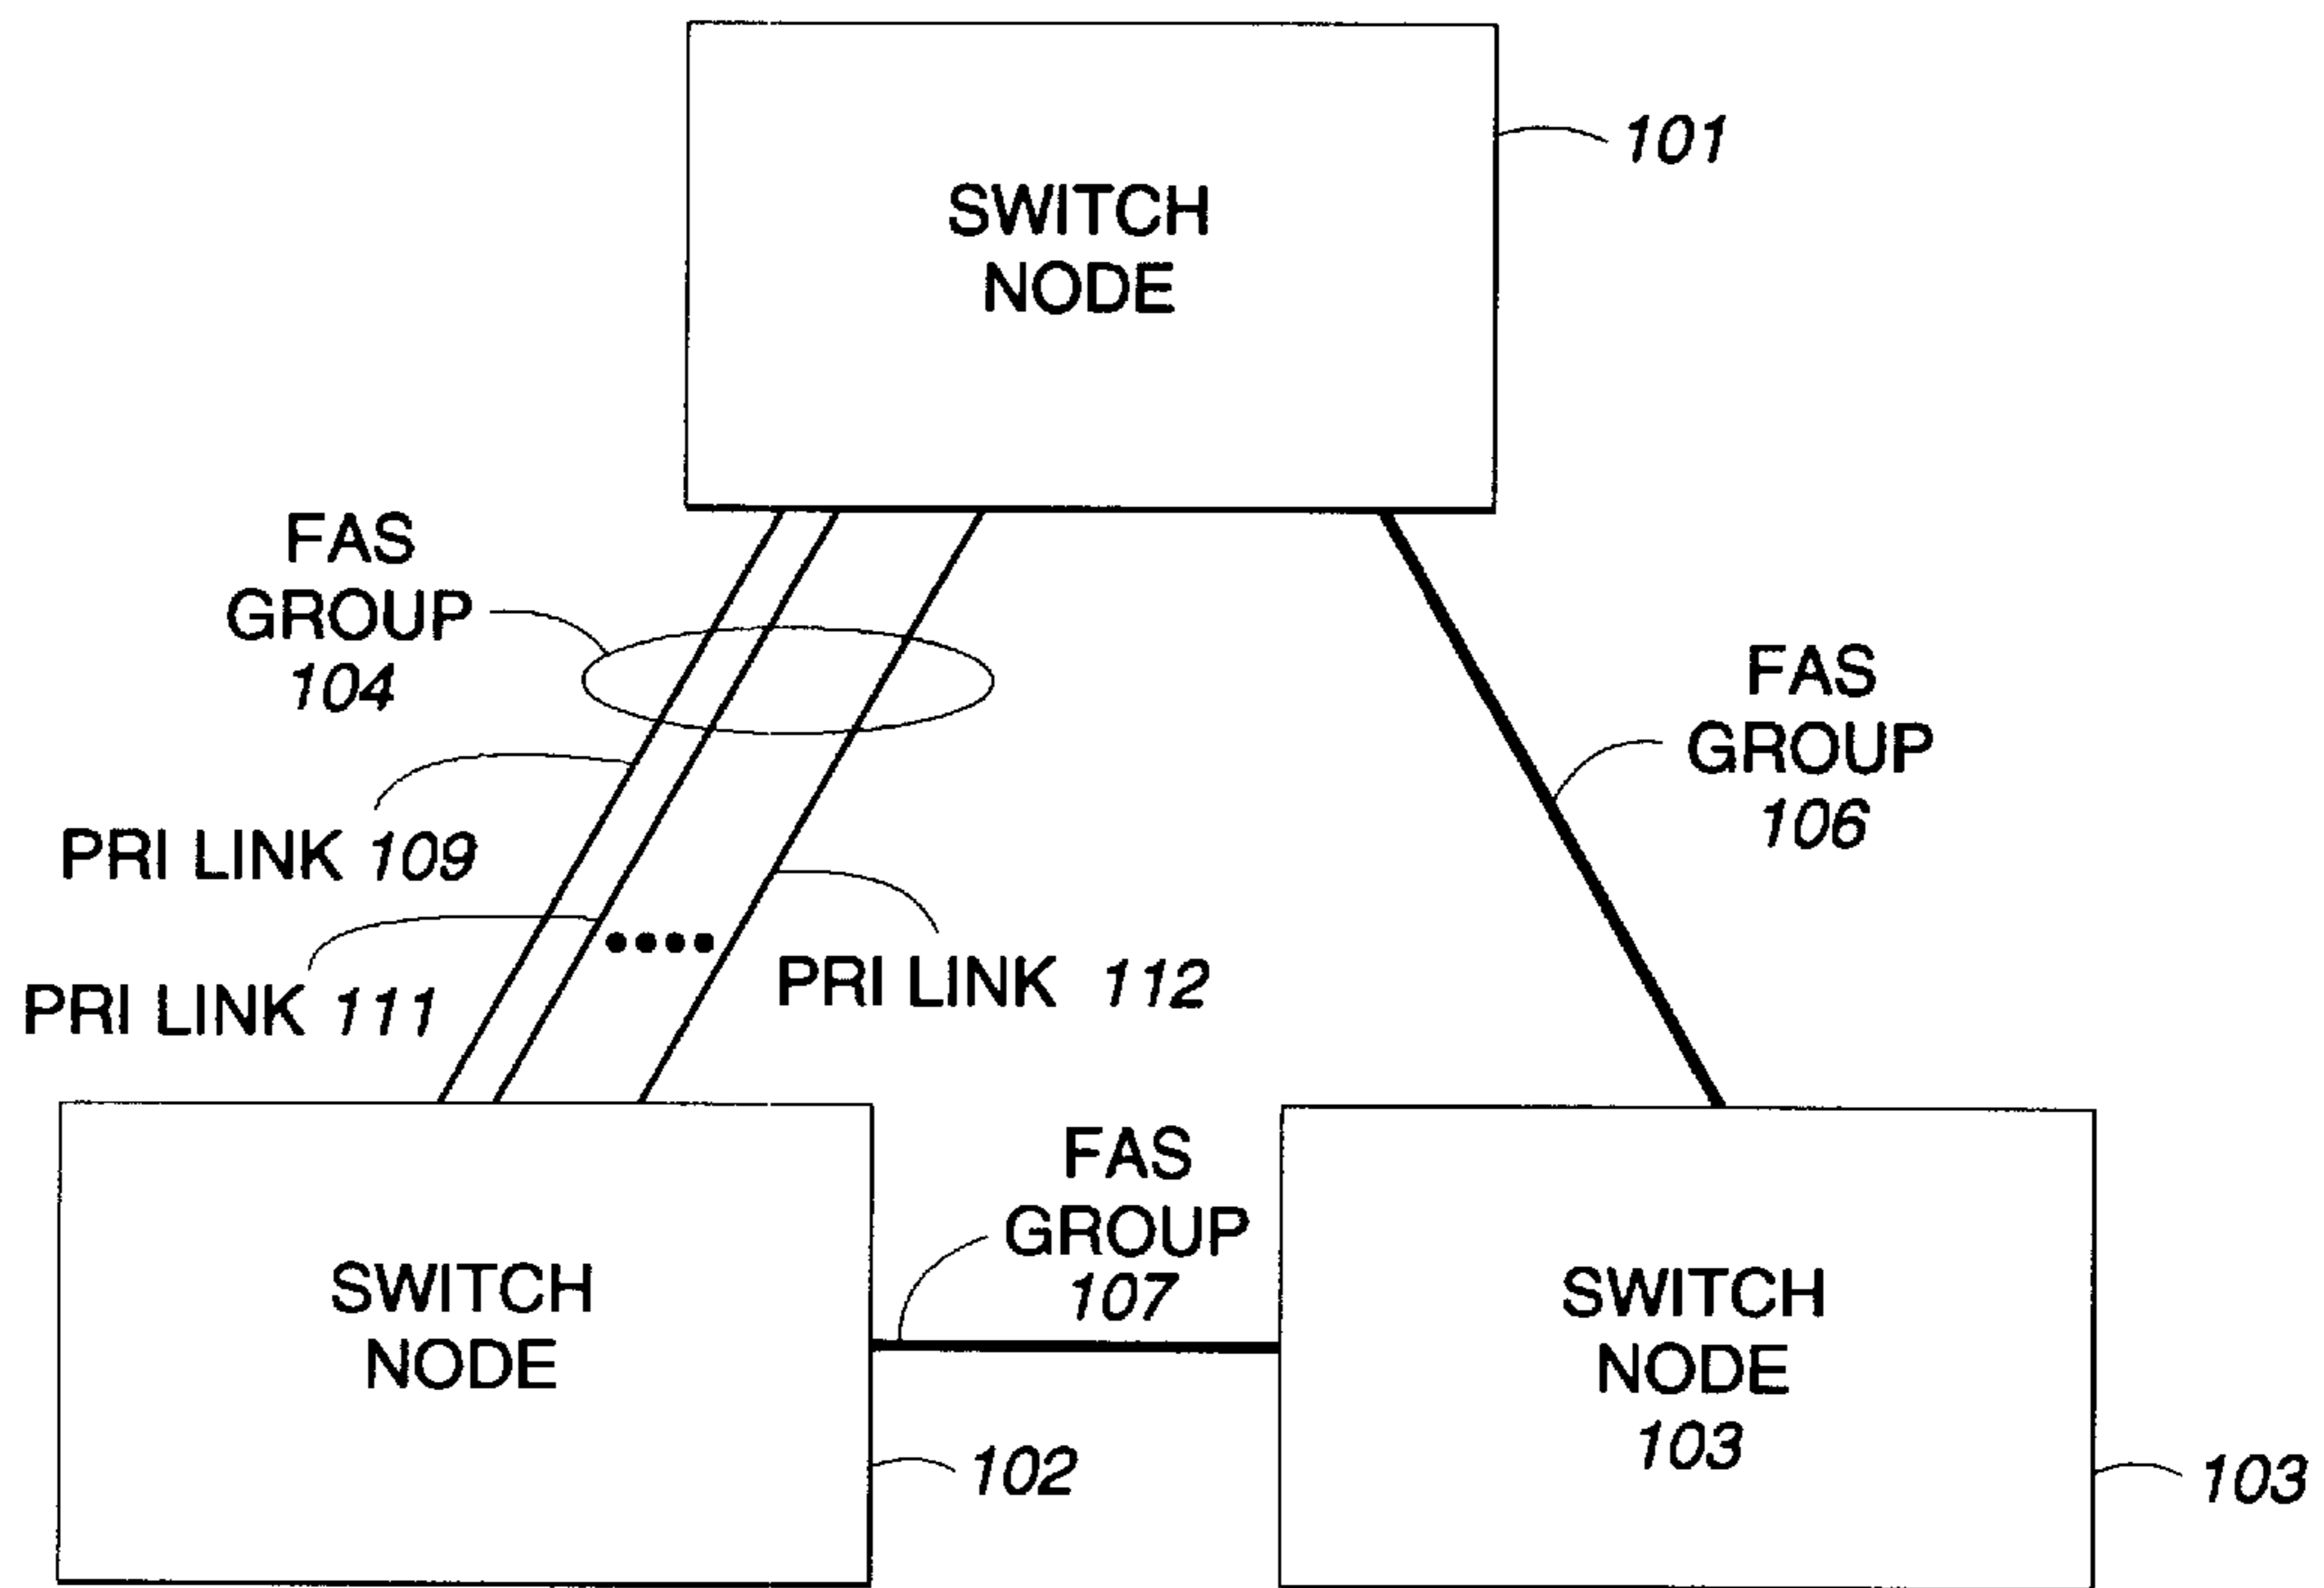 SWITCH
NODE
101
FAS
GROUP
104
FAS
GROUP
106
PRI LINK 109
PRI LINK 111
PRI LINK 112
SWITCH
NODE
102
FAS
GROUP
107
SWITCH
NODE
103
103